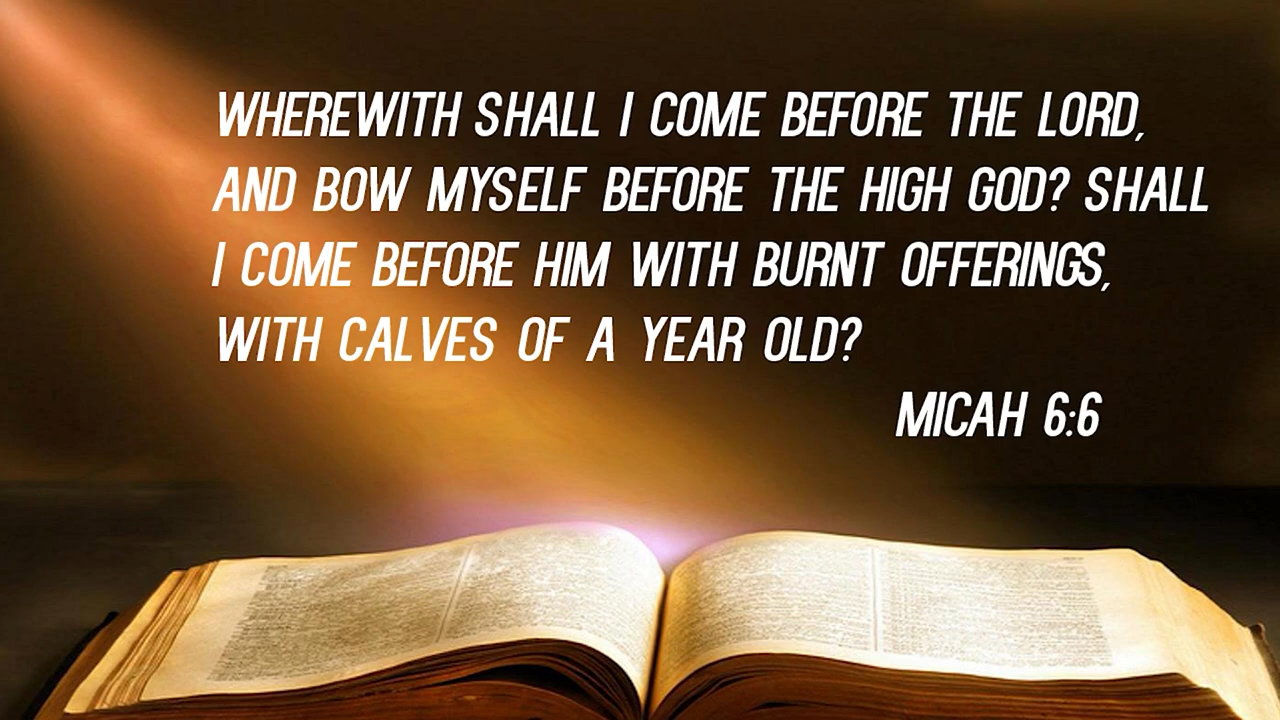 WHEREWITH SHALL I COME BEFORE THE LORD,
AND BOW MYSELF BEFORE THE HIGH GOD? SHALL
I COME BEFORE HIM WITH BURNT OFFERINGS,
WITH CALVES OF A YEAR OLD?
MICAH 6:6